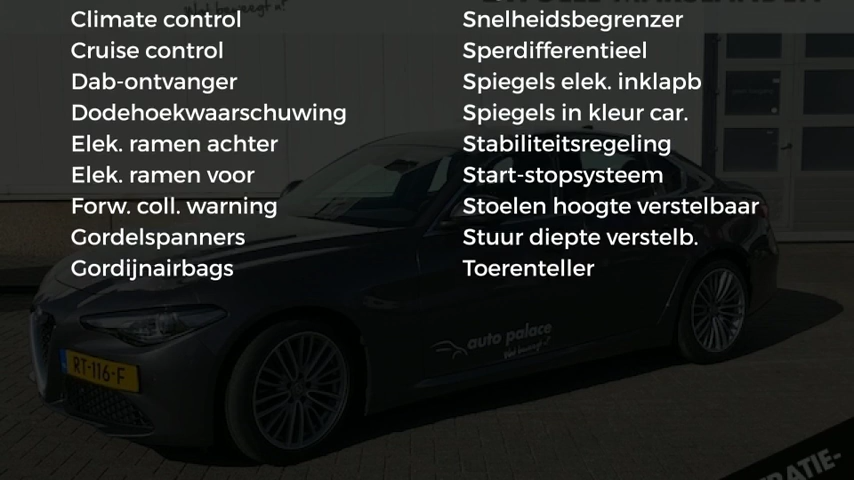 Climate control
Cruise control
Dab-ontvanger
Dodehoekwaarschuwing
Elek. ramen achter
Elek. ramen voor
Forw. coll. warning
Gordelspanners
Gordijnairbags
Snelheidsbegrenzer
Sperdifferentieel
Spiegels elek. inklapb
Spiegels in kleur car.
Stabiliteitsregeling
Start-stopsysteem
Stoelen hoogte verstelbaar
Stuur diepte verstelb.
Toerenteller
auto palace
Wat beweegt u?
RT-116-F